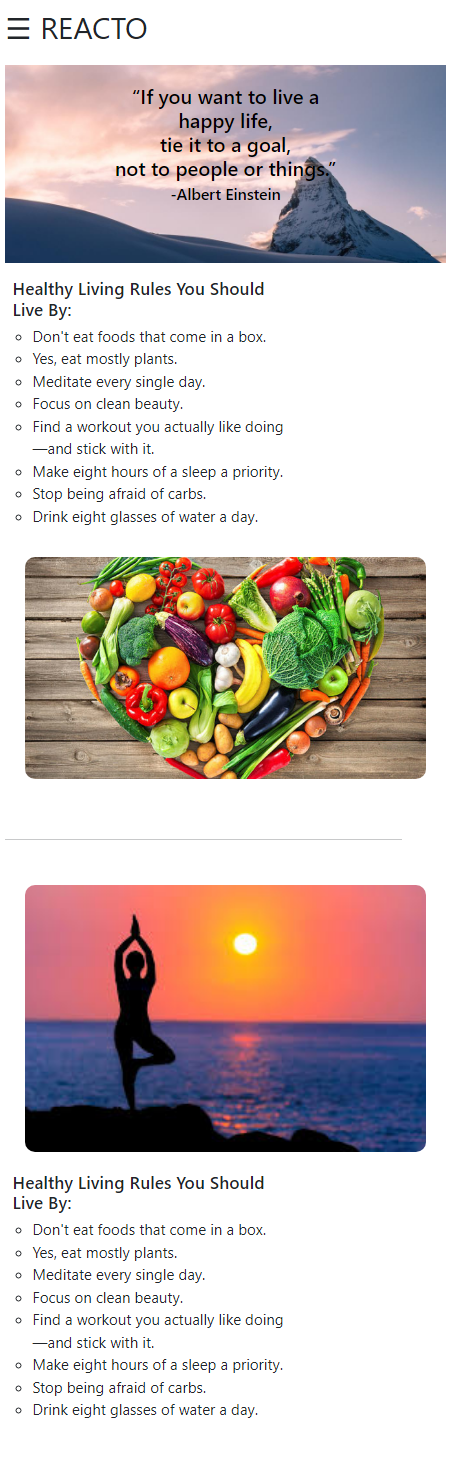 ☰ REACTO
“If you want to live a
happy life,
tie it to a goal,
not to people or things.”
-Albert Einstein
Healthy Living Rules You Should
Live By:
Don't eat foods that come in a box.
Yes, eat mostly plants.
Meditate every single day.
Focus on clean beauty.
Find a workout you actually like doing
—and stick with it.
Make eight hours of a sleep a priority.
Stop being afraid of carbs.
Drink eight glasses of water a day.
Healthy Living Rules You Should
Live By:
Don't eat foods that come in a box.
Yes, eat mostly plants.
Meditate every single day.
Focus on clean beauty.
Find a workout you actually like doing
—and stick with it.
Make eight hours of a sleep a priority.
Stop being afraid of carbs.
Drink eight glasses of water a day.